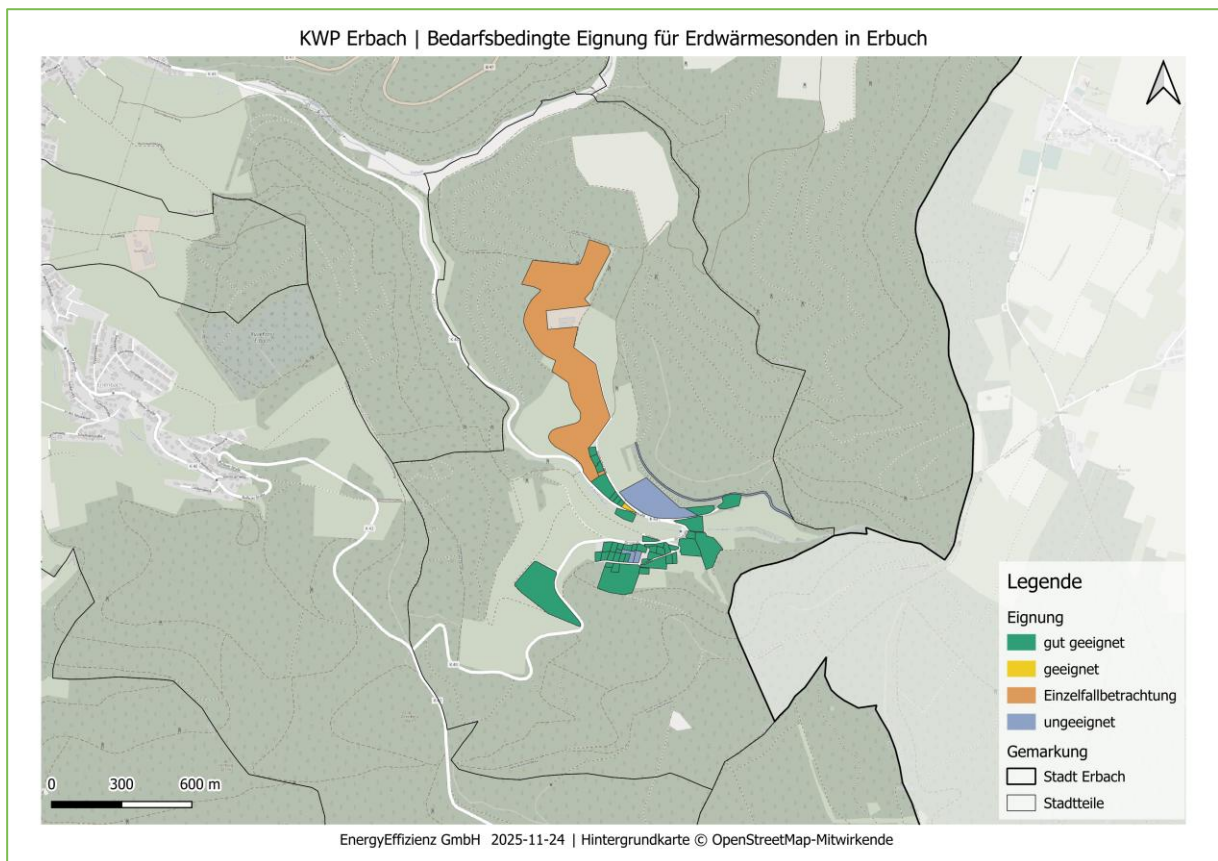 KWP Erbach | Bedarfsbedingte Eignung für Erdwärmesonden in Erbuch
Legende
Eignung
gut geeignet
geeignet
Einzelfallbetrachtung
ungeeignet
Gemarkung
Stadt Erbach
Stadtteile
0 300 600 m
EnergyEffizienz GmbH 2025-11-24 | Hintergrundkarte © OpenStreetMap-Mitwirkende